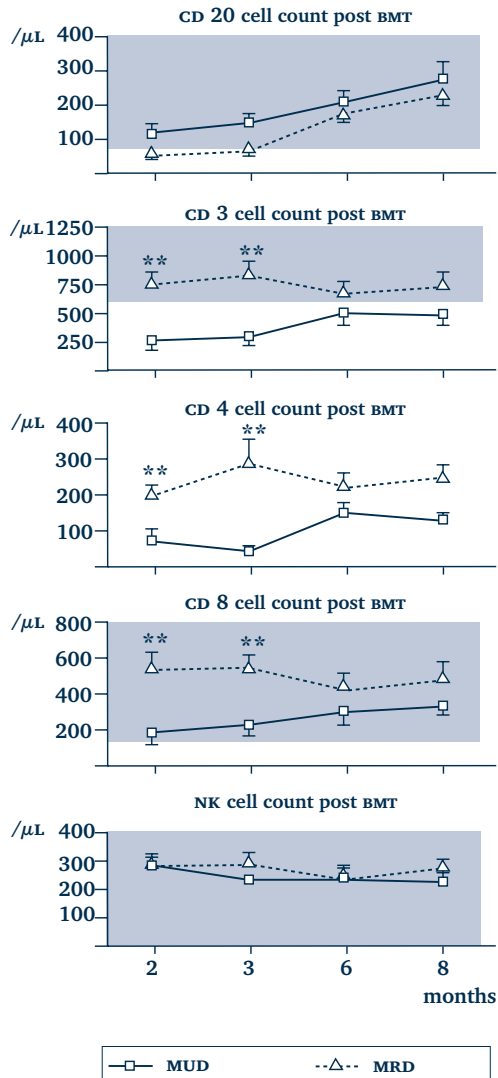 CD 20 cell count post BMT
/μL 400
300
200
100
CD 3 cell count post BMT
/μL 1250
1000
**
**
750
500
250
CD 4 cell count post BMT
/μL 400
**
300
**
200
100
CD 8 cell count post BMT
/μL 800
**
**
600
400
200
NK cell count post BMT
/μL 400
300
200
100
2 3 6 8
months
MUD MRD